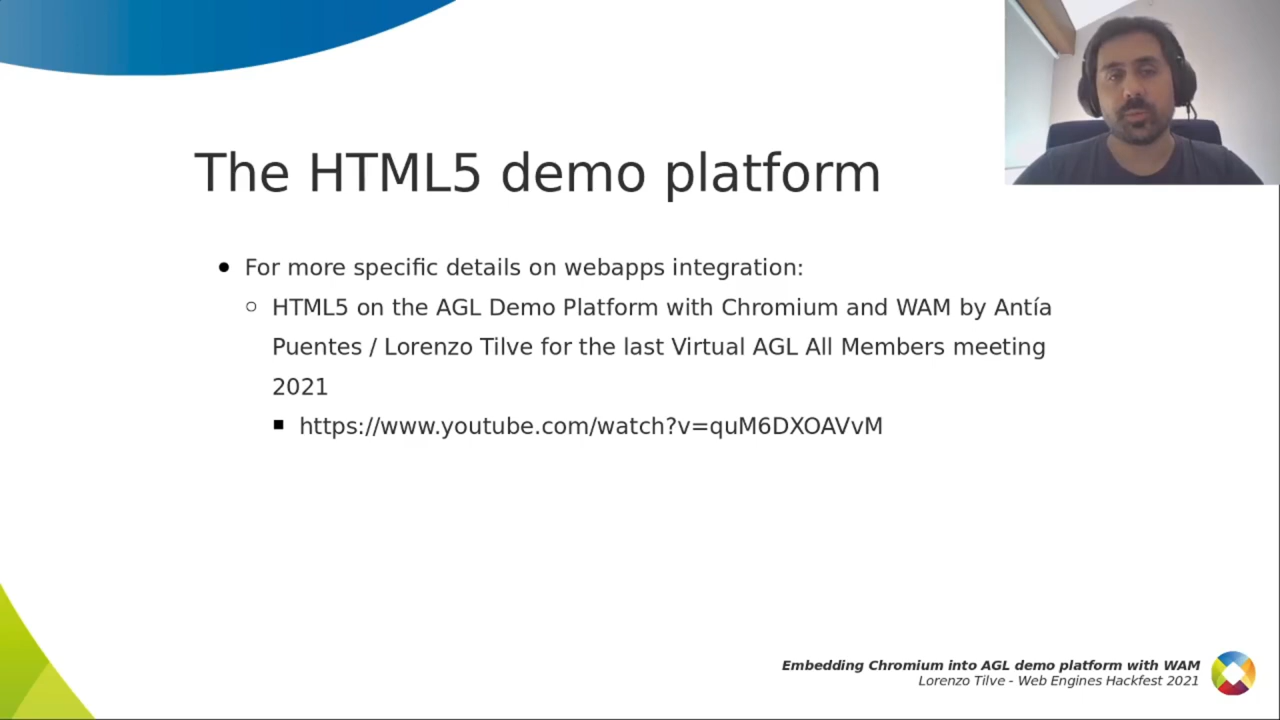 The HTML5 demo platform
For more specific details on webapps integration:
HTML5 on the AGL Demo Platform with Chromium and WAM by Antía
Puentes / Lorenzo Tilve for the last Virtual AGL All Members meeting
2021
https://www.youtube.com/watch?v=quM6DXOAVvM
Embedding Chromium into AGL demo platform with WAM
Lorenzo Tilve - Web Engines Hackfest 2021